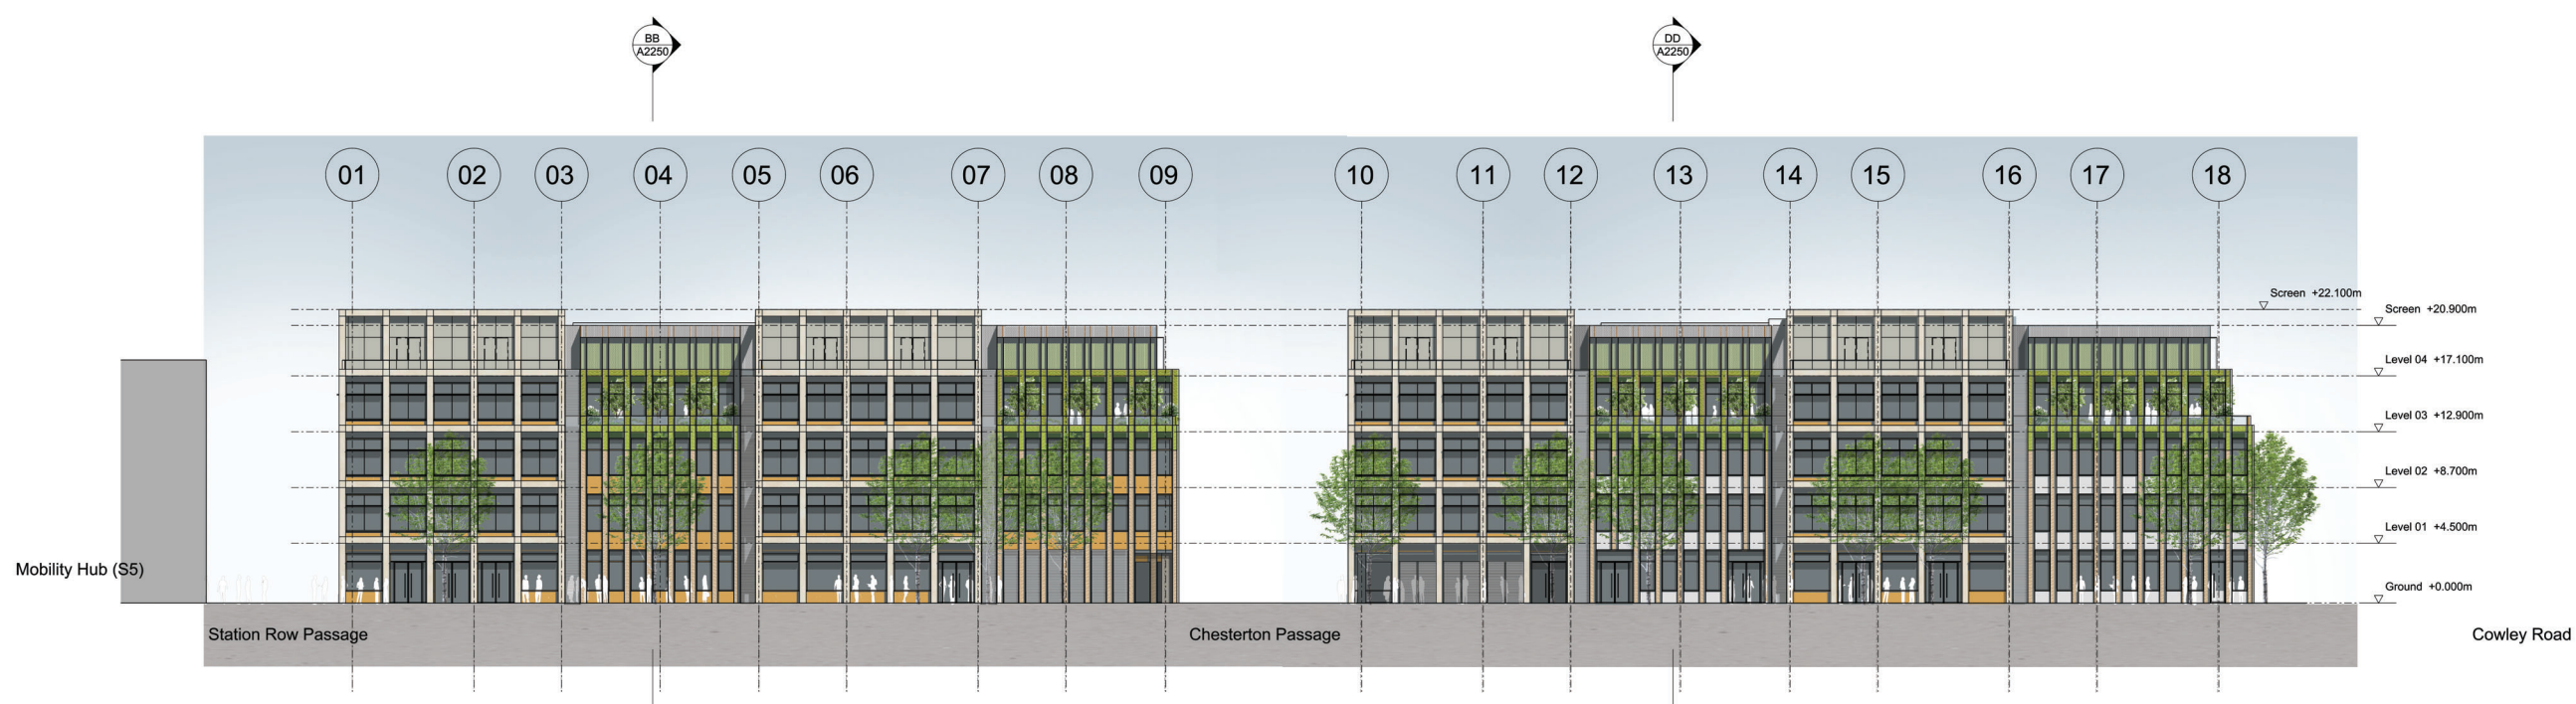 BB
A2250
DD
A2250
01
02
03
04
05
06
07
08
09
10
11
12
13
14
15
16
17
18
Screen +22.100m
Screen +20.900m
Level 04 +17.100m
Level 03 +12.900m
Level 02 +8.700m
Level 01 +4.500m
Mobility Hub (S5)
Ground +0.000m
Station Row Passage
Chesterton Passage
Cowley Road